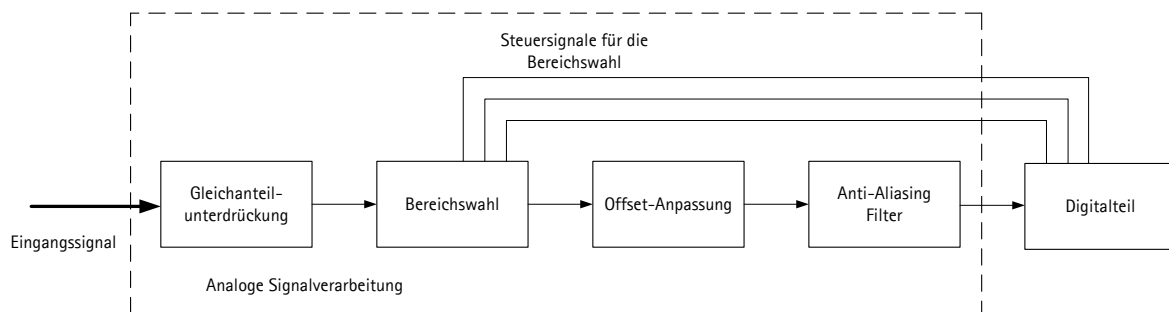 Steuersignale für die
Bereichswahl
Gleichanteil-
unterdrückung
Bereichswahl
Offset-Anpassung
Anti-Aliasing
Filter
Digitalteil
Eingangssignal
Analoge Signalverarbeitung